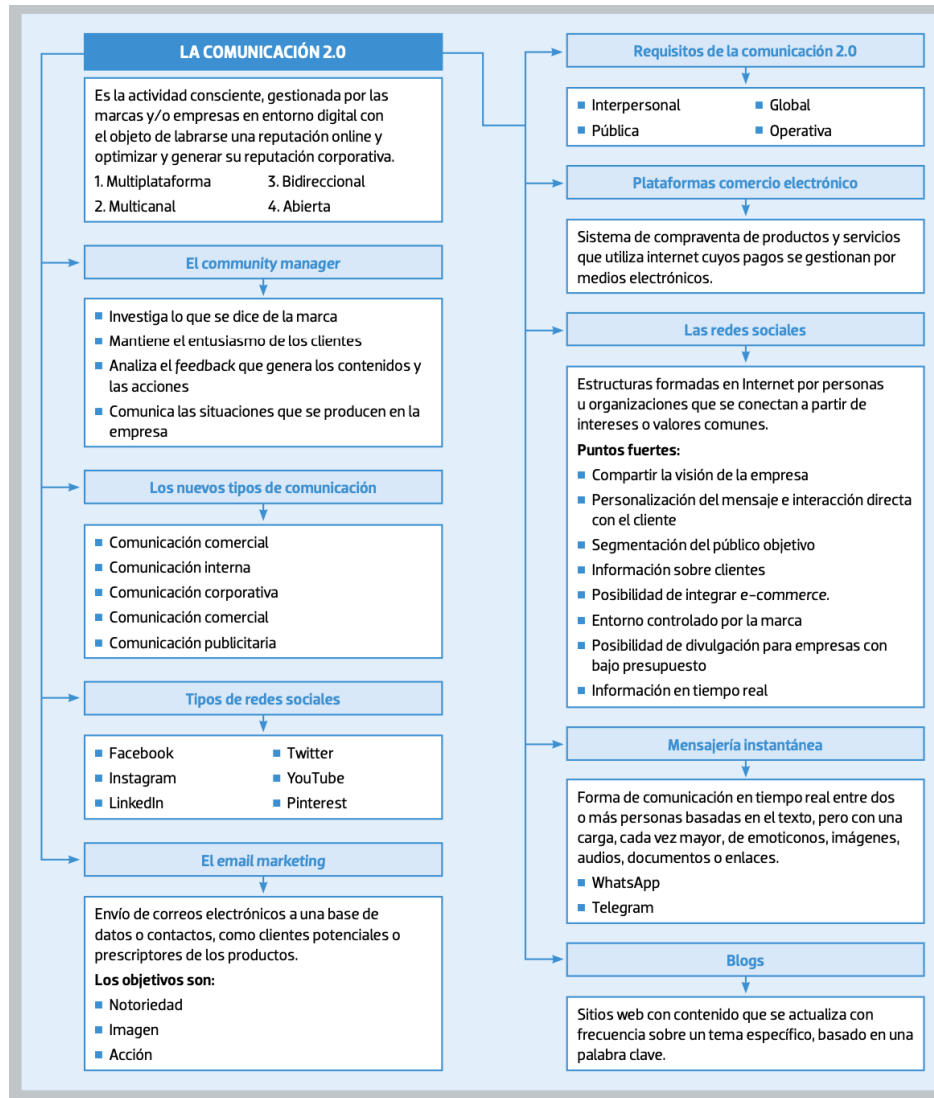 LA COMUNICACIÓN 2.0
Es la actividad consciente, gestionada por las
marcas y/o empresas en entorno digital con
el objeto de labrarse una reputación online y
optimizar y generar su reputación corporativa.
1. Multiplataforma 3. Bidireccional
2. Multicanal 4. Abierta
El community manager
Investiga lo que se dice de la marca
Mantiene el entusiasmo de los clientes
Analiza el feedback que genera los contenidos y
las acciones
Comunica las situaciones que se producen en la
empresa
Los nuevos tipos de comunicación
Comunicación comercial
Comunicación interna
Comunicación corporativa
Comunicación comercial
Comunicación publicitaria
Tipos de redes sociales
Facebook Twitter
Instagram YouTube
LinkedIn Pinterest
El email marketing
Envío de correos electrónicos a una base de
datos o contactos, como clientes potenciales o
prescriptores de los productos.
Los objetivos son:
Notoriedad
Imagen
Acción
Requisitos de la comunicación 2.0
Interpersonal Global
Pública Operativa
Plataformas comercio electrónico
Sistema de compraventa de productos y servicios
que utiliza internet cuyos pagos se gestionan por
medios electrónicos.
Las redes sociales
Estructuras formadas en Internet por personas
u organizaciones que se conectan a partir de
intereses o valores comunes.
Puntos fuertes:
Compartir la visión de la empresa
Personalización del mensaje e interacción directa
con el cliente
Segmentación del público objetivo
Información sobre clientes
Posibilidad de integrar e-commerce.
Entorno controlado por la marca
Posibilidad de divulgación para empresas con
bajo presupuesto
Información en tiempo real
Mensajería instantánea
Forma de comunicación en tiempo real entre dos
o más personas basadas en el texto, pero con una
carga, cada vez mayor, de emoticonos, imágenes,
audios, documentos o enlaces.
WhatsApp
Telegram
Blogs
Sitios web con contenido que se actualiza con
frecuencia sobre un tema específico, basado en una
palabra clave.